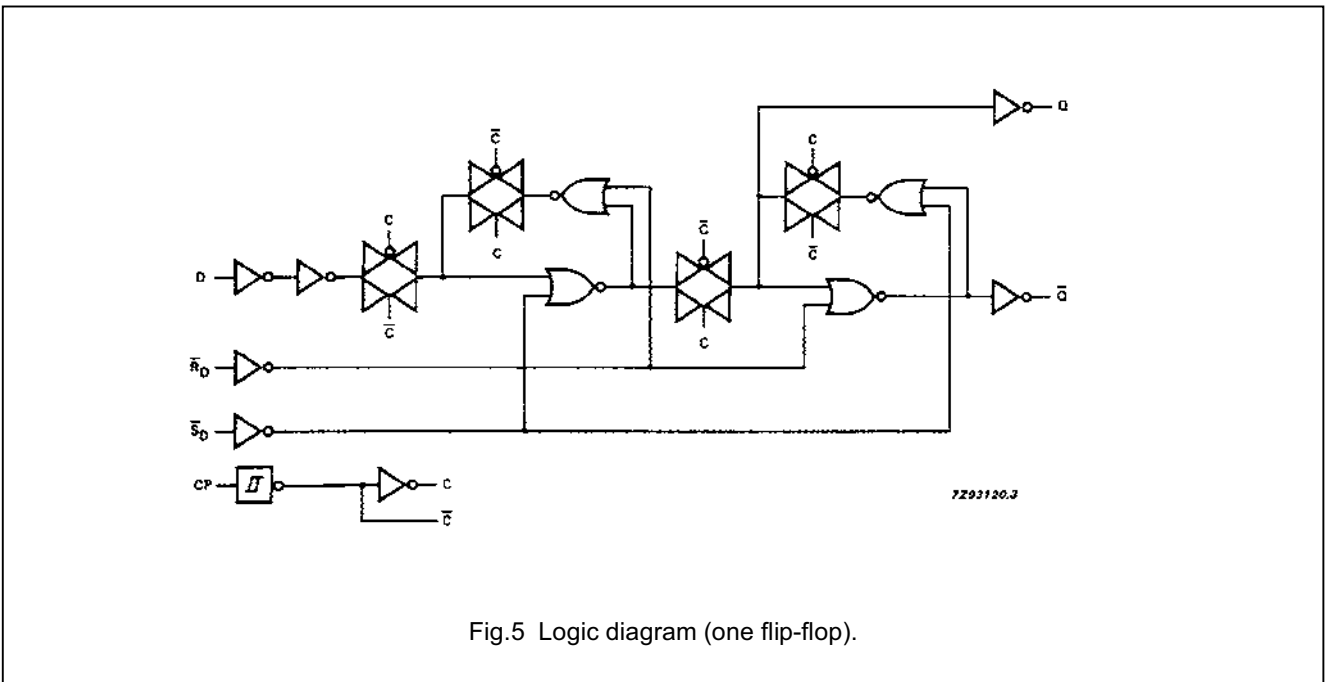 Q
C̅
C
C
C̅
C̅
C
D
Q̅
C̅
C
R̅D
S̅D
CP
C
C̅
7Z93120.3
Fig.5 Logic diagram (one flip-flop).